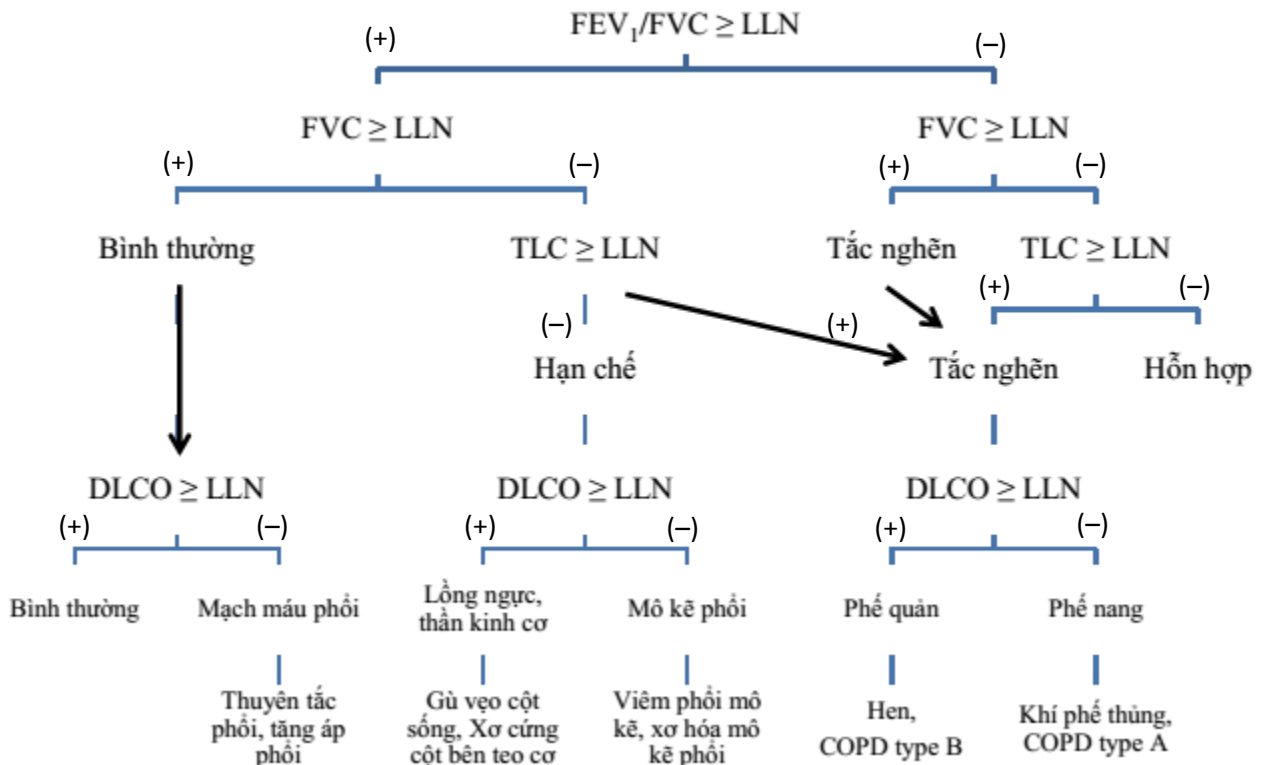 FEV₁/FVC ≥ LLN
(+)
(–)
FVC ≥ LLN
FVC ≥ LLN
(+)
(–)
(+)
(–)
Bình thường
TLC ≥ LLN
Tắc nghẽn
TLC ≥ LLN
(–)
(+)
(+)
(–)
Hạn chế
Tắc nghẽn
Hỗn hợp
DLCO ≥ LLN
DLCO ≥ LLN
DLCO ≥ LLN
(+)
(–)
(+)
(–)
(+)
(–)
Bình thường
Mạch máu phổi
Lồng ngực,
thần kinh cơ
Mô kẽ phổi
Phế quản
Phế nang
Thuyên tắc
phổi, tăng áp
phổi
Gù vẹo cột
sống, Xơ cứng
cột bên teo cơ
Viêm phổi mô
kẽ, xơ hóa mô
kẽ phổi
Hen,
COPD type B
Khí phế thủng,
COPD type A